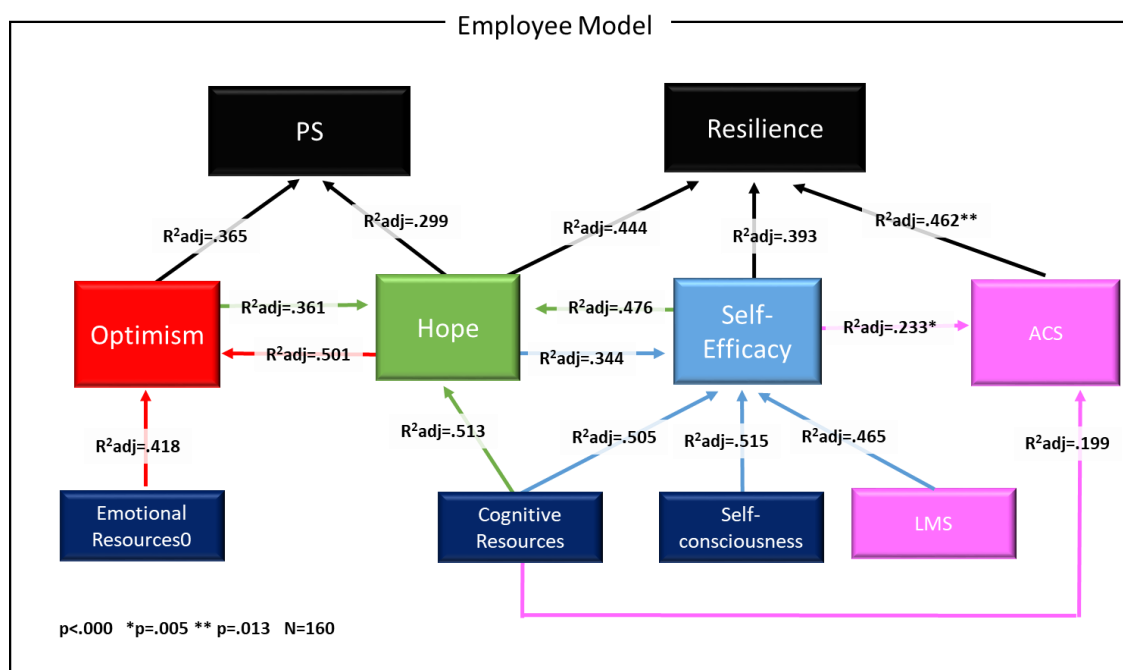 Employee Model
PS
Resilience
R²adj=.365
R²adj=.299
R²adj=.444
R²adj=.393
R²adj=.462**
Optimism
R²adj=.361
R²adj=.501
Hope
R²adj=.476
R²adj=.344
Self-
Efficacy
R²adj=.233*
ACS
R²adj=.418
R²adj=.513
R²adj=.505
R²adj=.515
R²adj=.465
R²adj=.199
Emotional
Resources0
Cognitive
Resources
Self-
consciousness
LMS
p<.000 *p=.005 ** p=.013 N=160